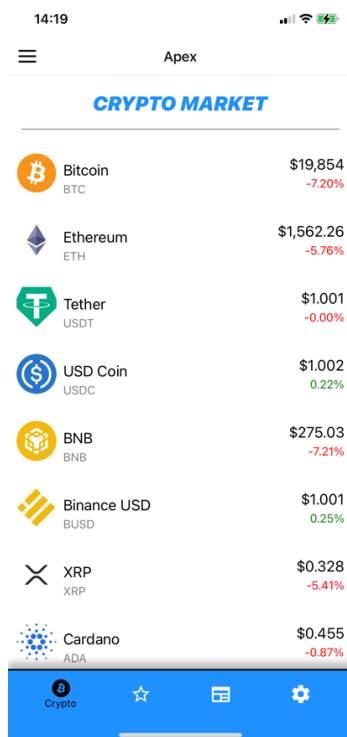 14:19
Apex
CRYPTO MARKET
Bitcoin $19,854
BTC -7.20%
Ethereum $1,562.26
ETH -5.76%
Tether $1.001
USDT -0.00%
USD Coin $1.002
USDC 0.22%
BNB $275.03
BNB -7.21%
Binance USD $1.001
BUSD 0.25%
XRP $0.328
XRP -5.41%
Cardano $0.455
ADA -0.87%
Crypto